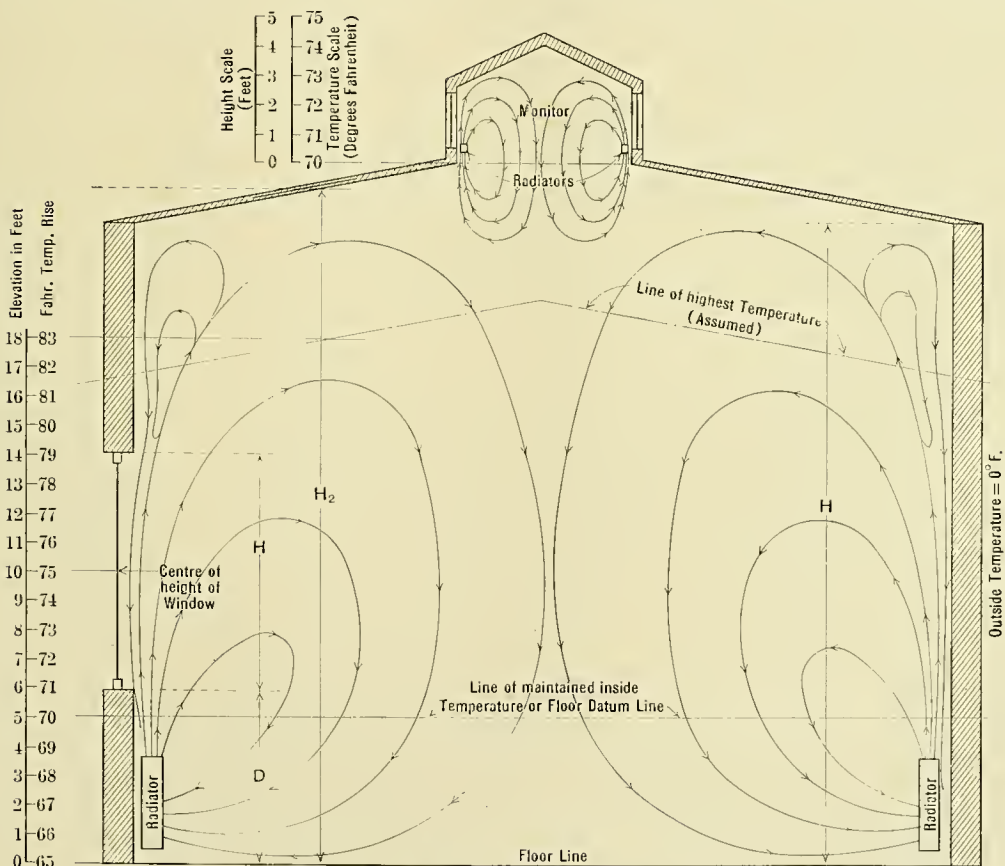 5 75
4 74
3 73
2 72
1 71
0 70
Height Scale
(Feet)
Temperature Scale
(Degrees Fahrenheit)
Monitor
Radiators
Elevation in Feet
Fahr. Temp. Rise
18 83
17 82
16 81
15 80
14 79
13 78
12 77
11 76
10 75
9 74
8 73
7 72
6 71
5 70
4 69
3 68
2 67
1 66
0 65
Line of highest Temperature
(Assumed)
H₂
H
H
Centre of
height of
Window
D
Line of maintained inside
Temperature or Floor Datum Line
Radiator
Radiator
Floor Line
Outside Temperature = 0° F.